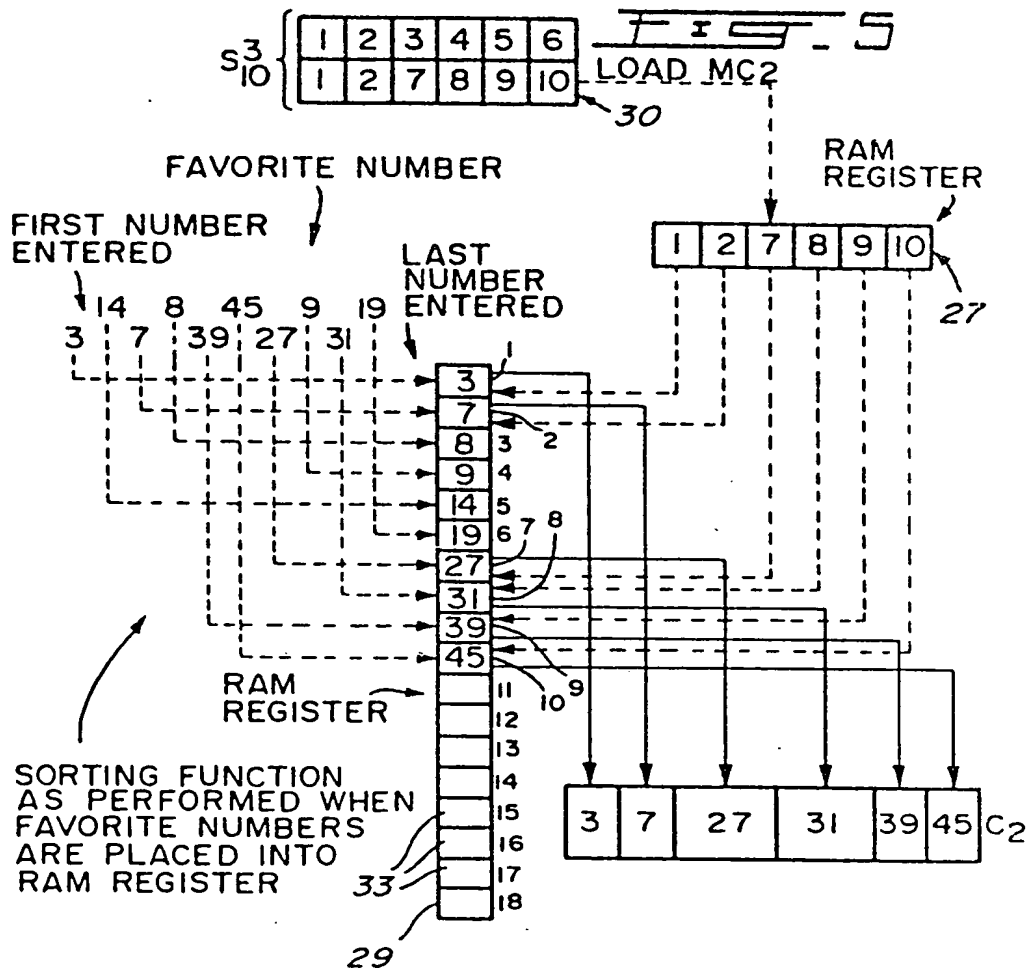 FIG. 5
S 3 10
1 2 3 4 5 6
1 2 7 8 9 10
30
LOAD MC2
FAVORITE NUMBER
RAM
REGISTER
FIRST NUMBER
ENTERED
LAST
NUMBER
ENTERED
1 2 7 8 9 10
27
14 8 45 9 19
3 7 39 27 31
3 1
7 2
8 3
9 4
14 5
19 6
27 7
31 8
39 9
45 10
11
12
13
14
15
16
17
18
RAM
REGISTER
SORTING FUNCTION
AS PERFORMED WHEN
FAVORITE NUMBERS
ARE PLACED INTO
RAM REGISTER
33
29
3 7 27 31 39 45 C2